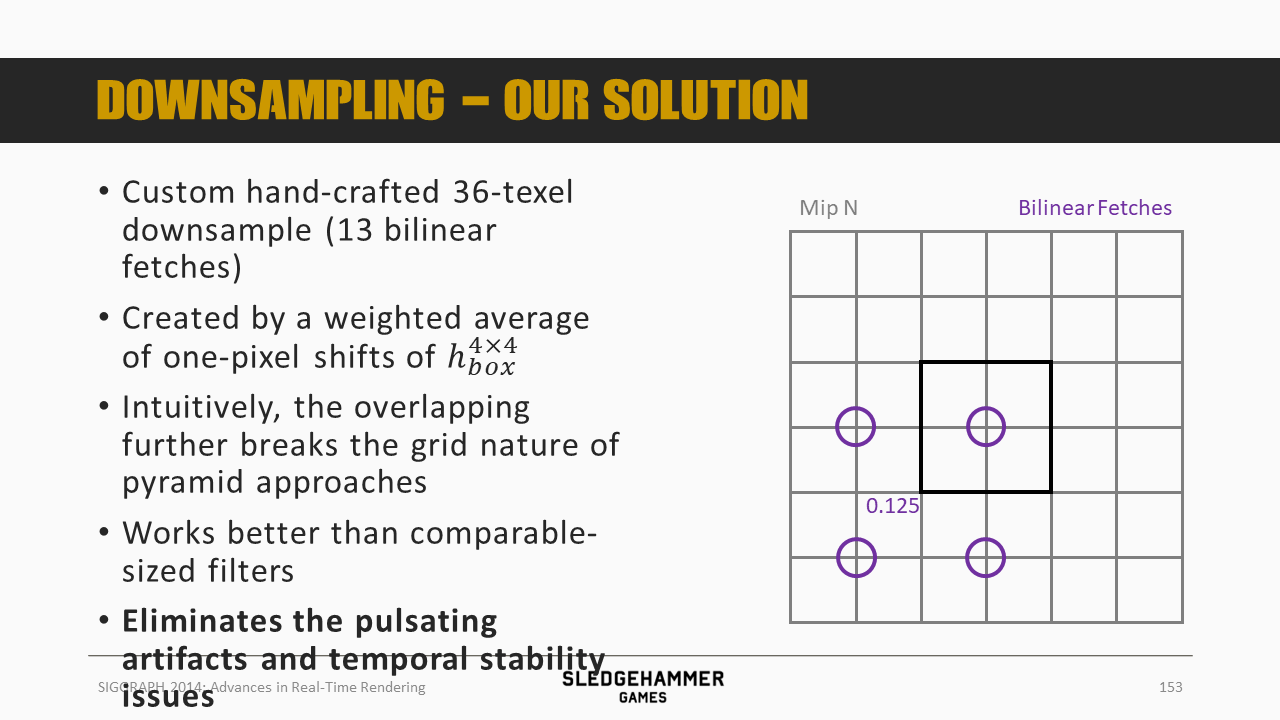 DOWNSAMPLING – OUR SOLUTION
• Custom hand-crafted 36-texel
downsample (13 bilinear
fetches)
• Created by a weighted average
of one-pixel shifts of h_{box}^{4×4}
• Intuitively, the overlapping
further breaks the grid nature of
pyramid approaches
• Works better than comparable-
sized filters
• Eliminates the pulsating
artifacts and temporal stability
issues
Mip N
Bilinear Fetches
0.125
SIGGRAPH 2014: Advances in Real-Time Rendering
SLEDGEHAMMER
GAMES
153